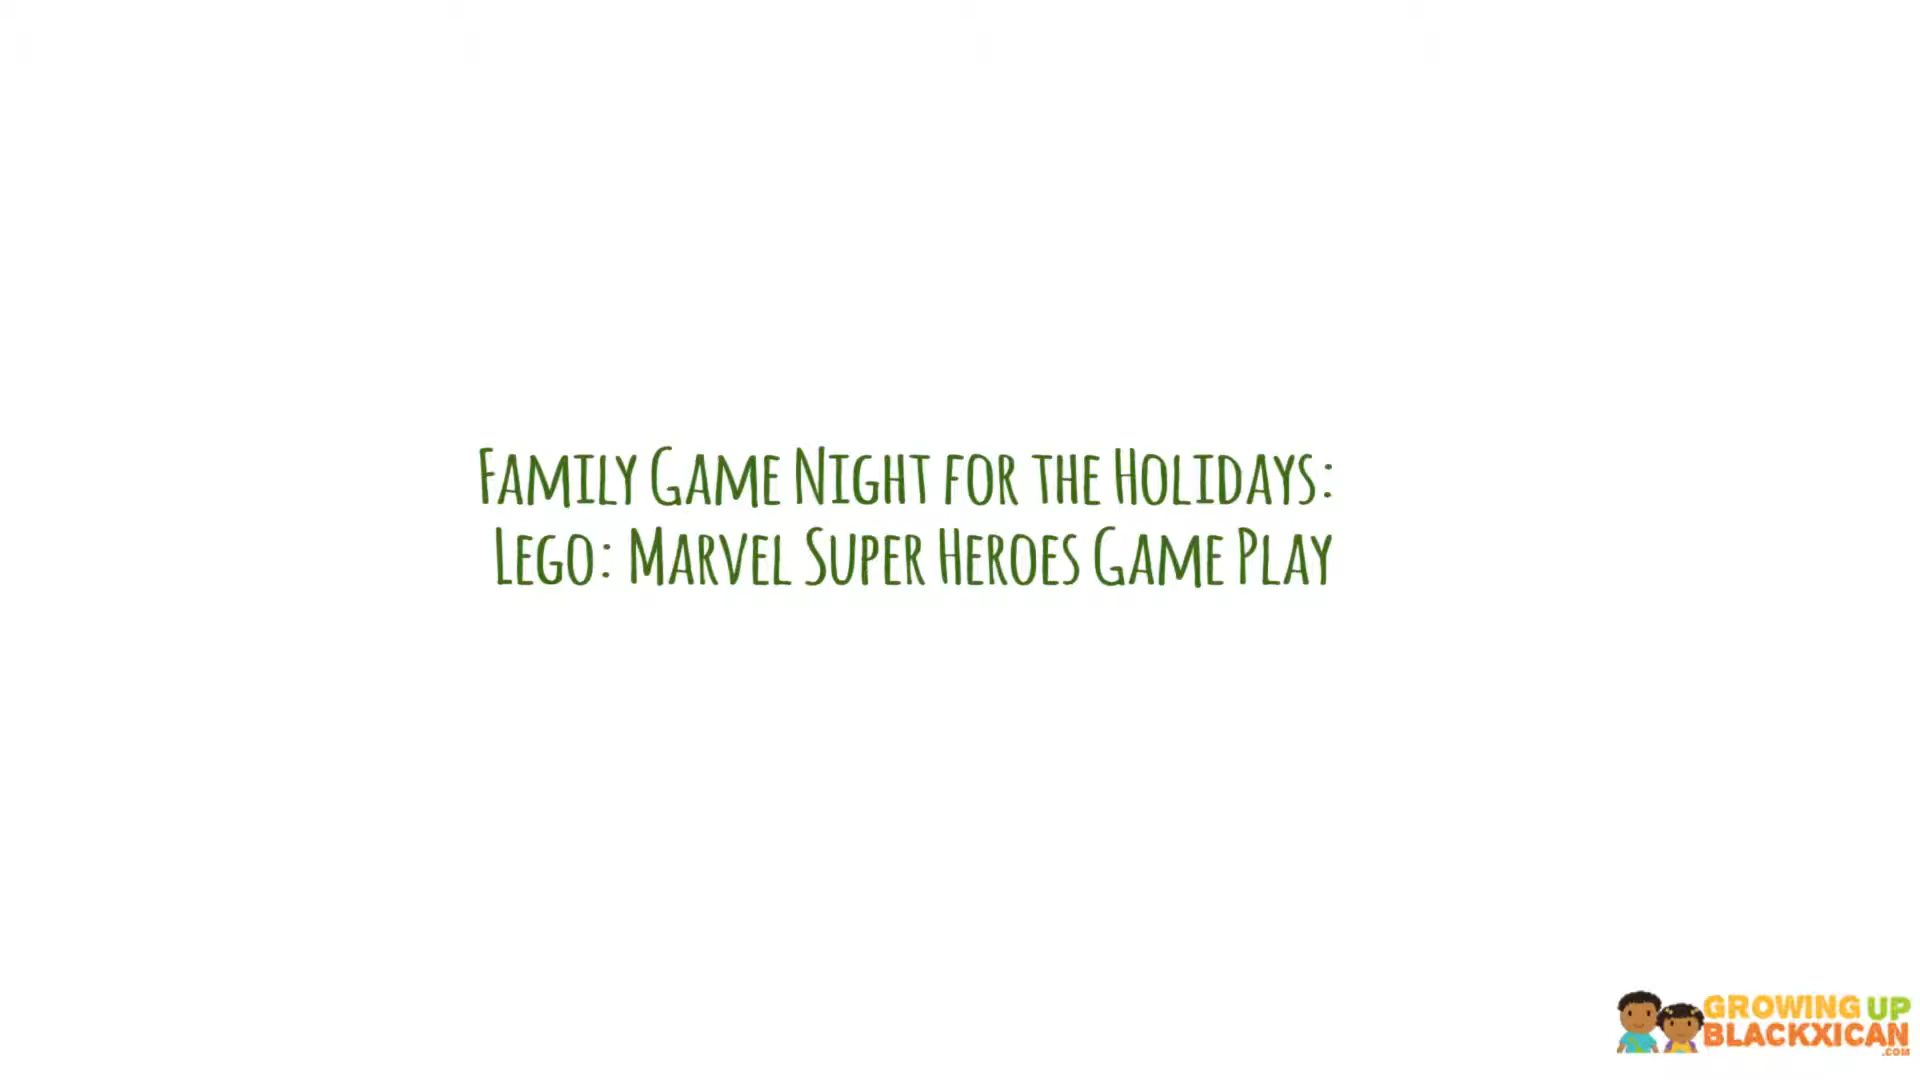 Family Game Night for the Holidays:
Lego: Marvel Super Heroes Game Play
GROWING UP
BLACKXICAN
.COM